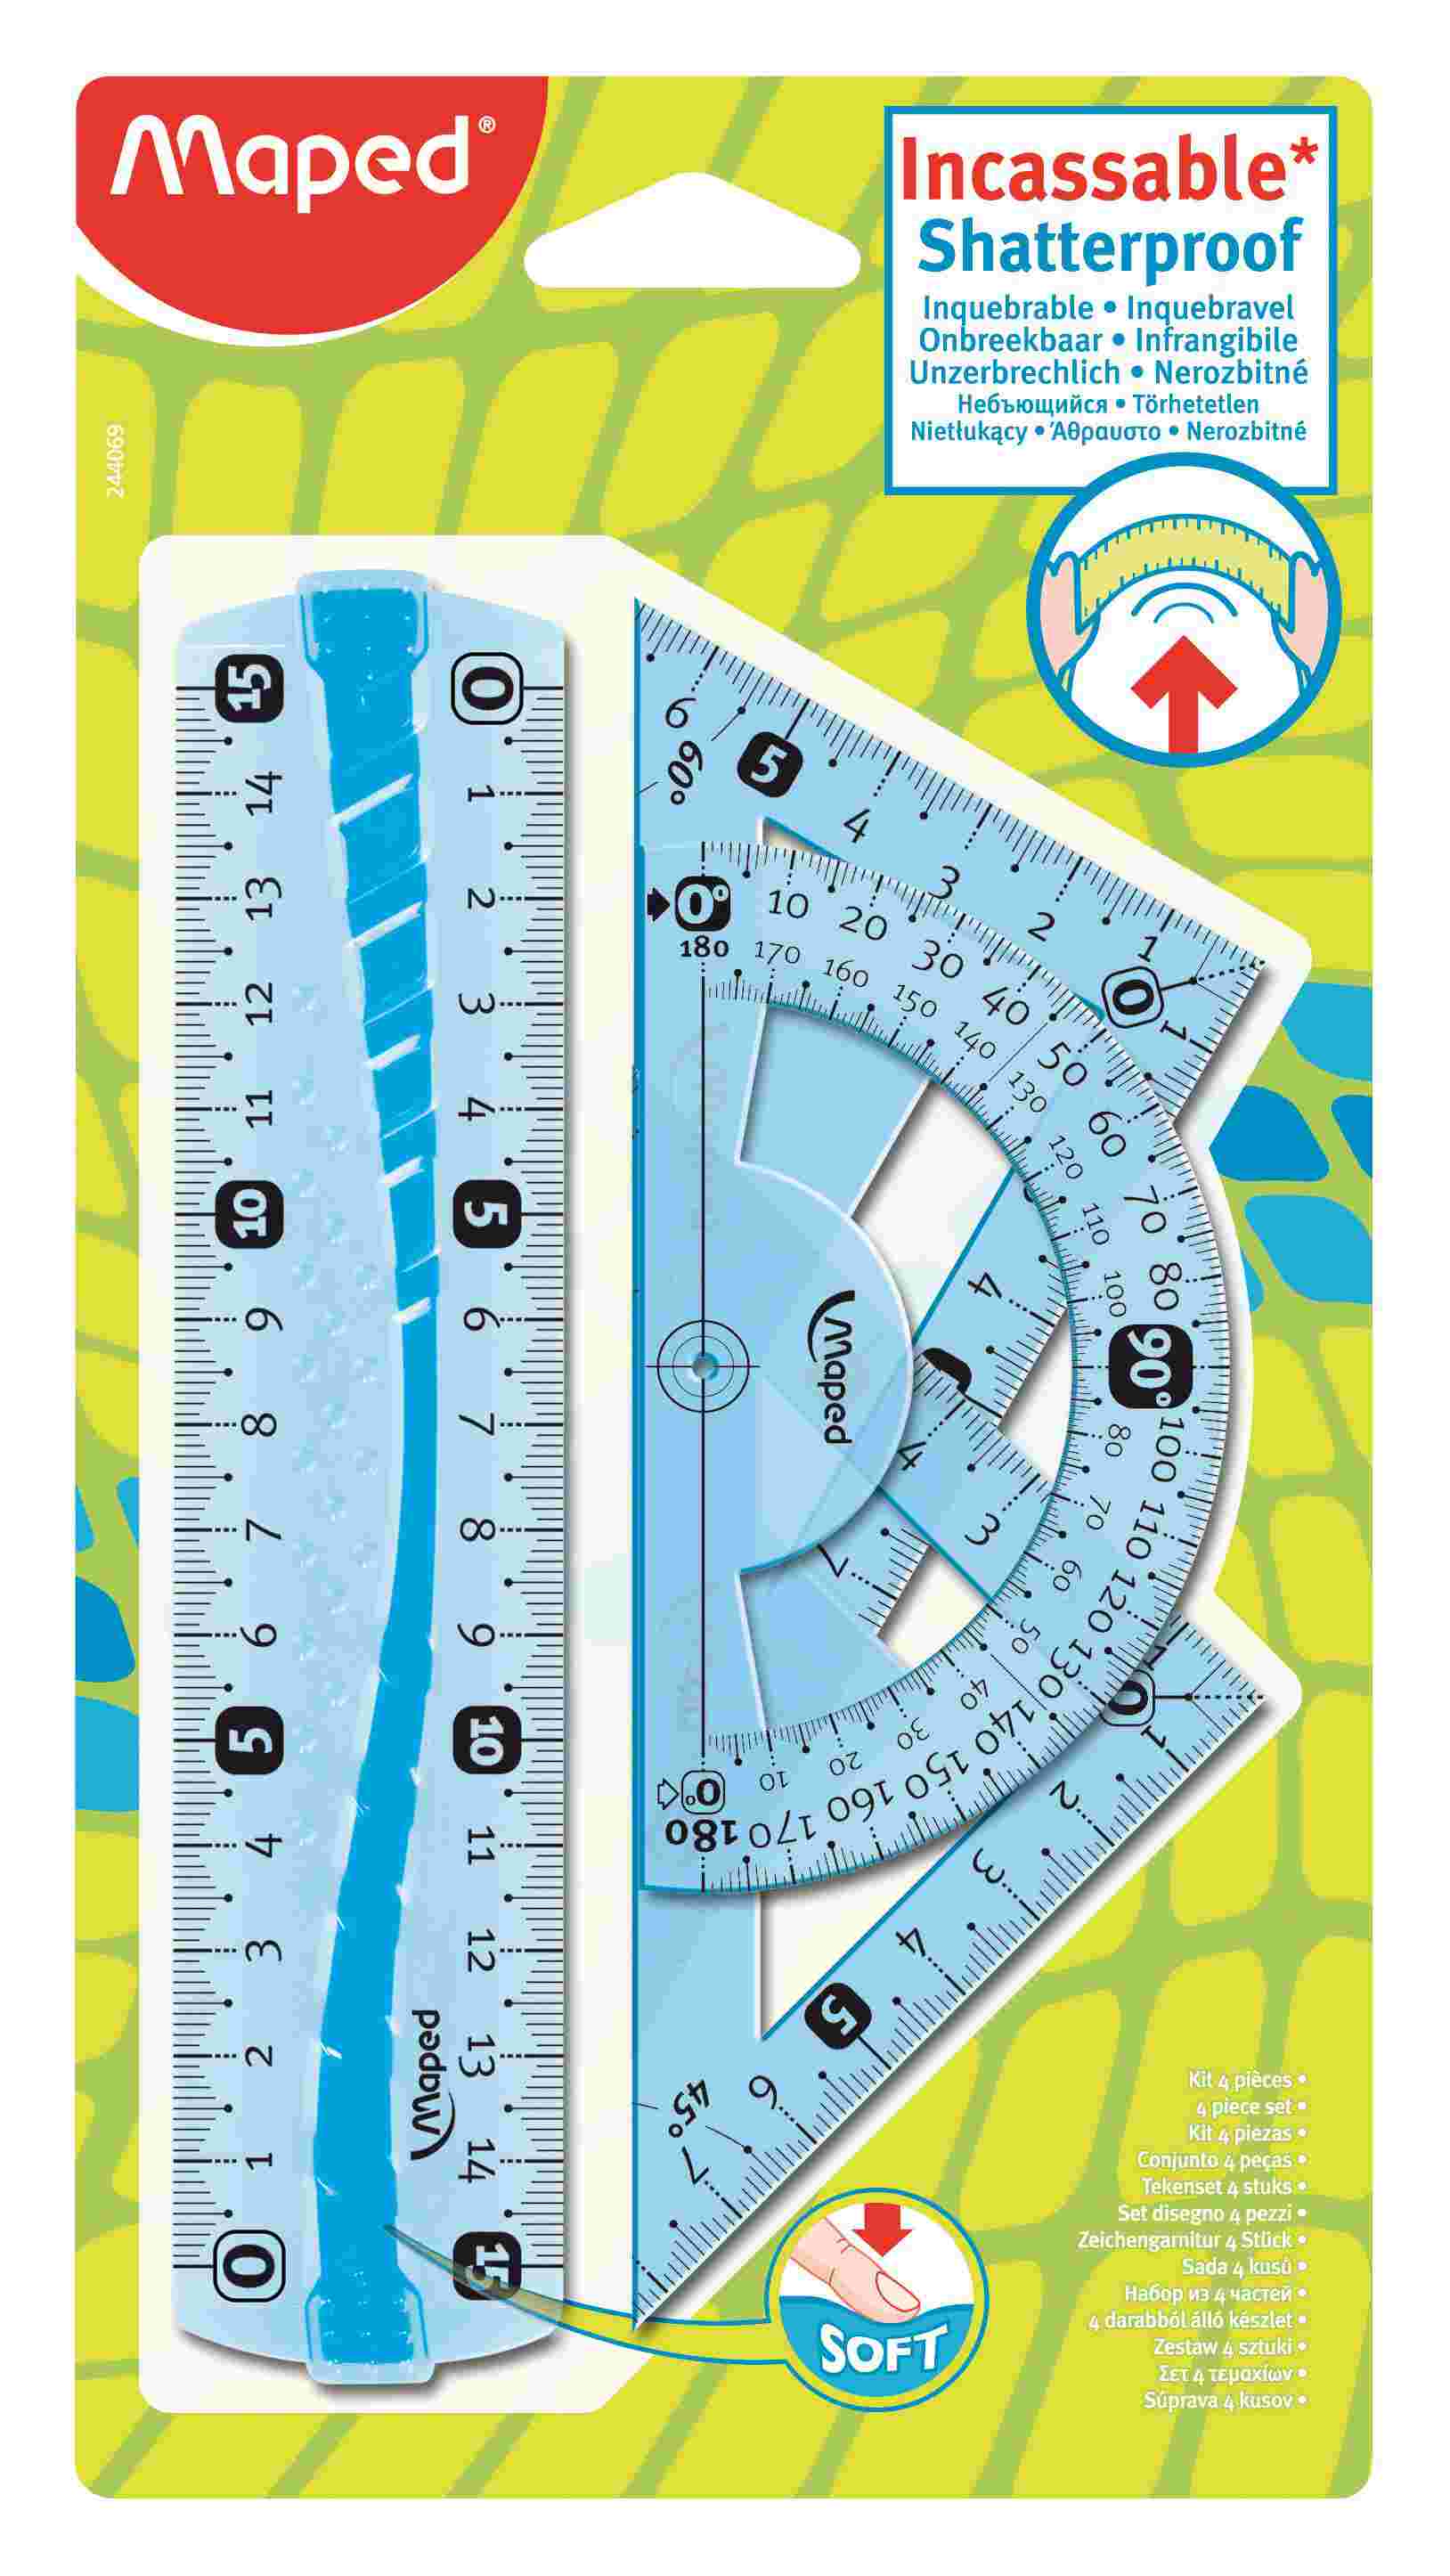 Maped®
Incassable*
Shatterproof
Inquebrable • Inquebravel
Onbreekbaar • Infrangibile
Unzerbrechlich • Nerozbitné
Небъющийся • Törhetetlen
Nietłukący • Άθραυστο • Nerozbitné
244069
15 14 13 12 11 10 9 8 7 6 5 4 3 2 1 0
0 1 2 3 4 5 6 7 8 9 10 11 12 13 14 15
Maped
6 5 4 3 2 1 0
60°
1
4
0° 10 20 30 40 50 60 70 80 90° 100 110 120 130 140 150 160 170 180
180 170 160 150 140 130 120 110 100 80 70 60 50 40 30 20 10 0°
Maped
4 3
7
0 1 2 3 4 5 6 7
45°
SOFT
Kit 4 pièces •
4 piece set •
Kit 4 piezas •
Conjunto 4 peças •
Tekenset 4 stuks •
Set disegno 4 pezzi •
Zeichengarnitur 4 Stück •
Sada 4 kusů •
Набор из 4 частей •
4 darabból álló készlet •
Zestaw 4 sztuki •
Σετ 4 τεμαχίων •
Súprava 4 kusov •